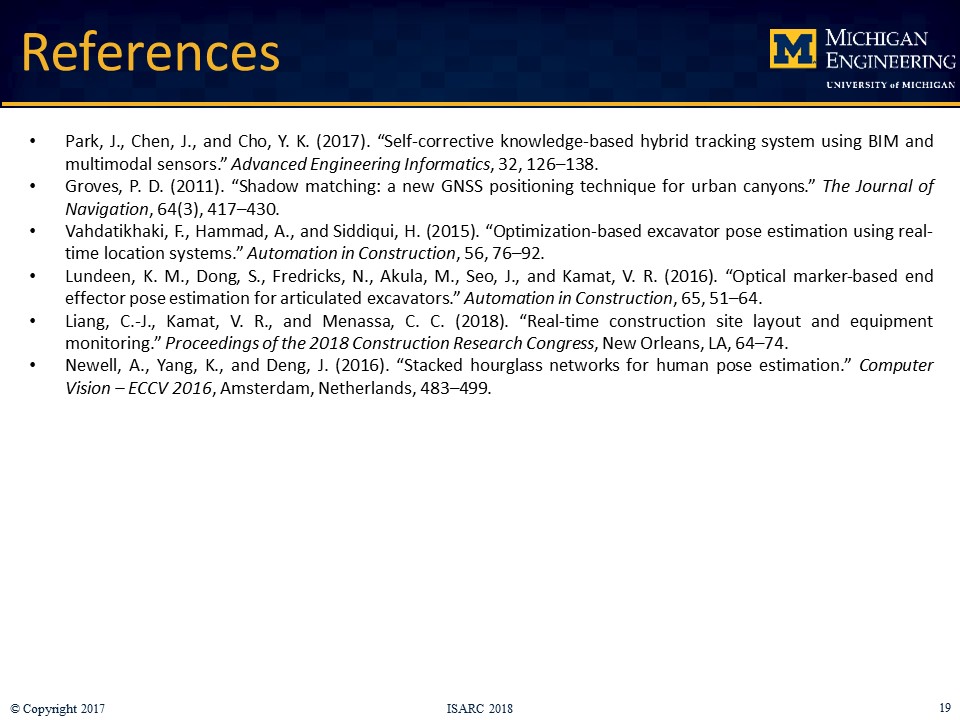 References
M
MICHIGAN
ENGINEERING
UNIVERSITY of MICHIGAN
• Park, J., Chen, J., and Cho, Y. K. (2017). “Self-corrective knowledge-based hybrid tracking system using BIM and
multimodal sensors.” Advanced Engineering Informatics, 32, 126–138.
• Groves, P. D. (2011). “Shadow matching: a new GNSS positioning technique for urban canyons.” The Journal of
Navigation, 64(3), 417–430.
• Vahdatikhaki, F., Hammad, A., and Siddiqui, H. (2015). “Optimization-based excavator pose estimation using real-
time location systems.” Automation in Construction, 56, 76–92.
• Lundeen, K. M., Dong, S., Fredricks, N., Akula, M., Seo, J., and Kamat, V. R. (2016). “Optical marker-based end
effector pose estimation for articulated excavators.” Automation in Construction, 65, 51–64.
• Liang, C.-J., Kamat, V. R., and Menassa, C. C. (2018). “Real-time construction site layout and equipment
monitoring.” Proceedings of the 2018 Construction Research Congress, New Orleans, LA, 64–74.
• Newell, A., Yang, K., and Deng, J. (2016). “Stacked hourglass networks for human pose estimation.” Computer
Vision – ECCV 2016, Amsterdam, Netherlands, 483–499.
© Copyright 2017
ISARC 2018
19